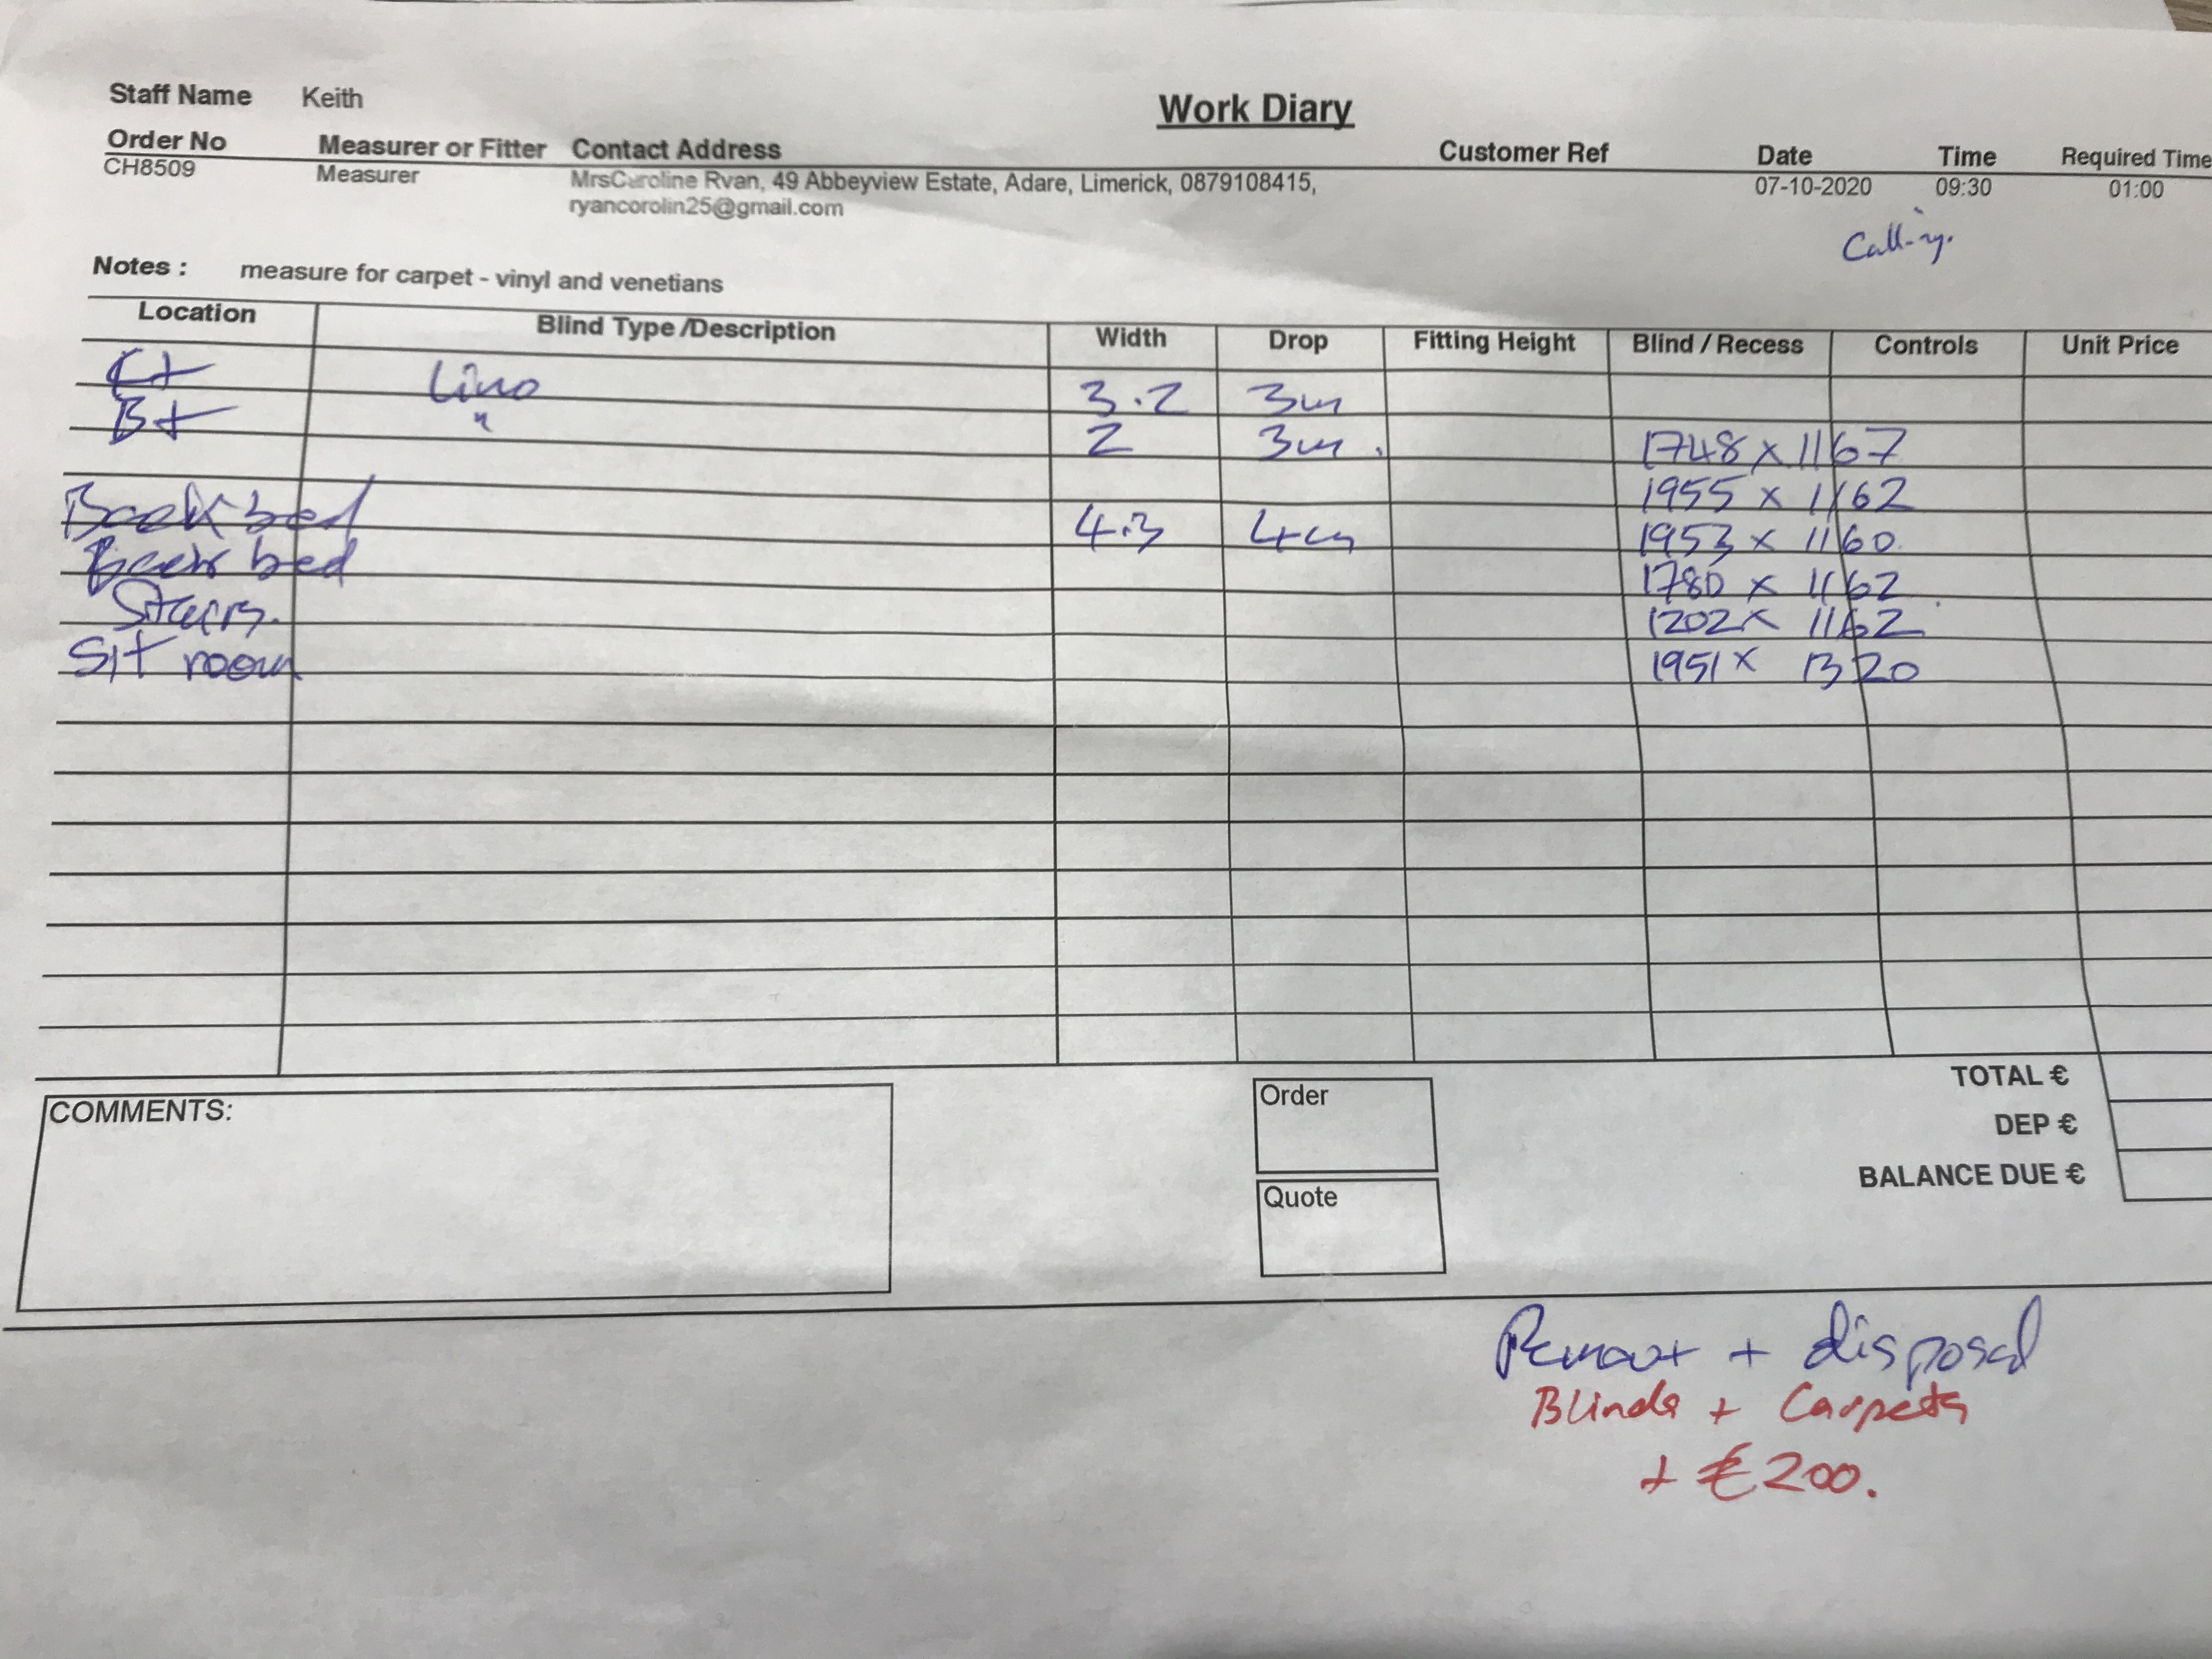 Staff Name Keith
Work Diary
Order No Measurer or Fitter Contact Address Customer Ref Date Time Required Time
CH8509 Measurer MrsCaroline Ryan, 49 Abbeyview Estate, Adare, Limerick, 0879108415, 07-10-2020 09:30 01:00
ryancorolin25@gmail.com
Notes : measure for carpet - vinyl and venetians
Location Blind Type /Description Width Drop Fitting Height Blind / Recess Controls Unit Price
Lino 3.2 3m
Bt " 2 3m. 1748 x 1167
1955 x 1162
Back bed 4.3 4m 1953 x 1160
bed 1780 x 1162
Stairs. 1202 x 1162
Sit room 1951 x 1320
COMMENTS:
Order
Quote
TOTAL €
DEP €
BALANCE DUE €
+ disposal
Blinds + Carpets
+ €200.